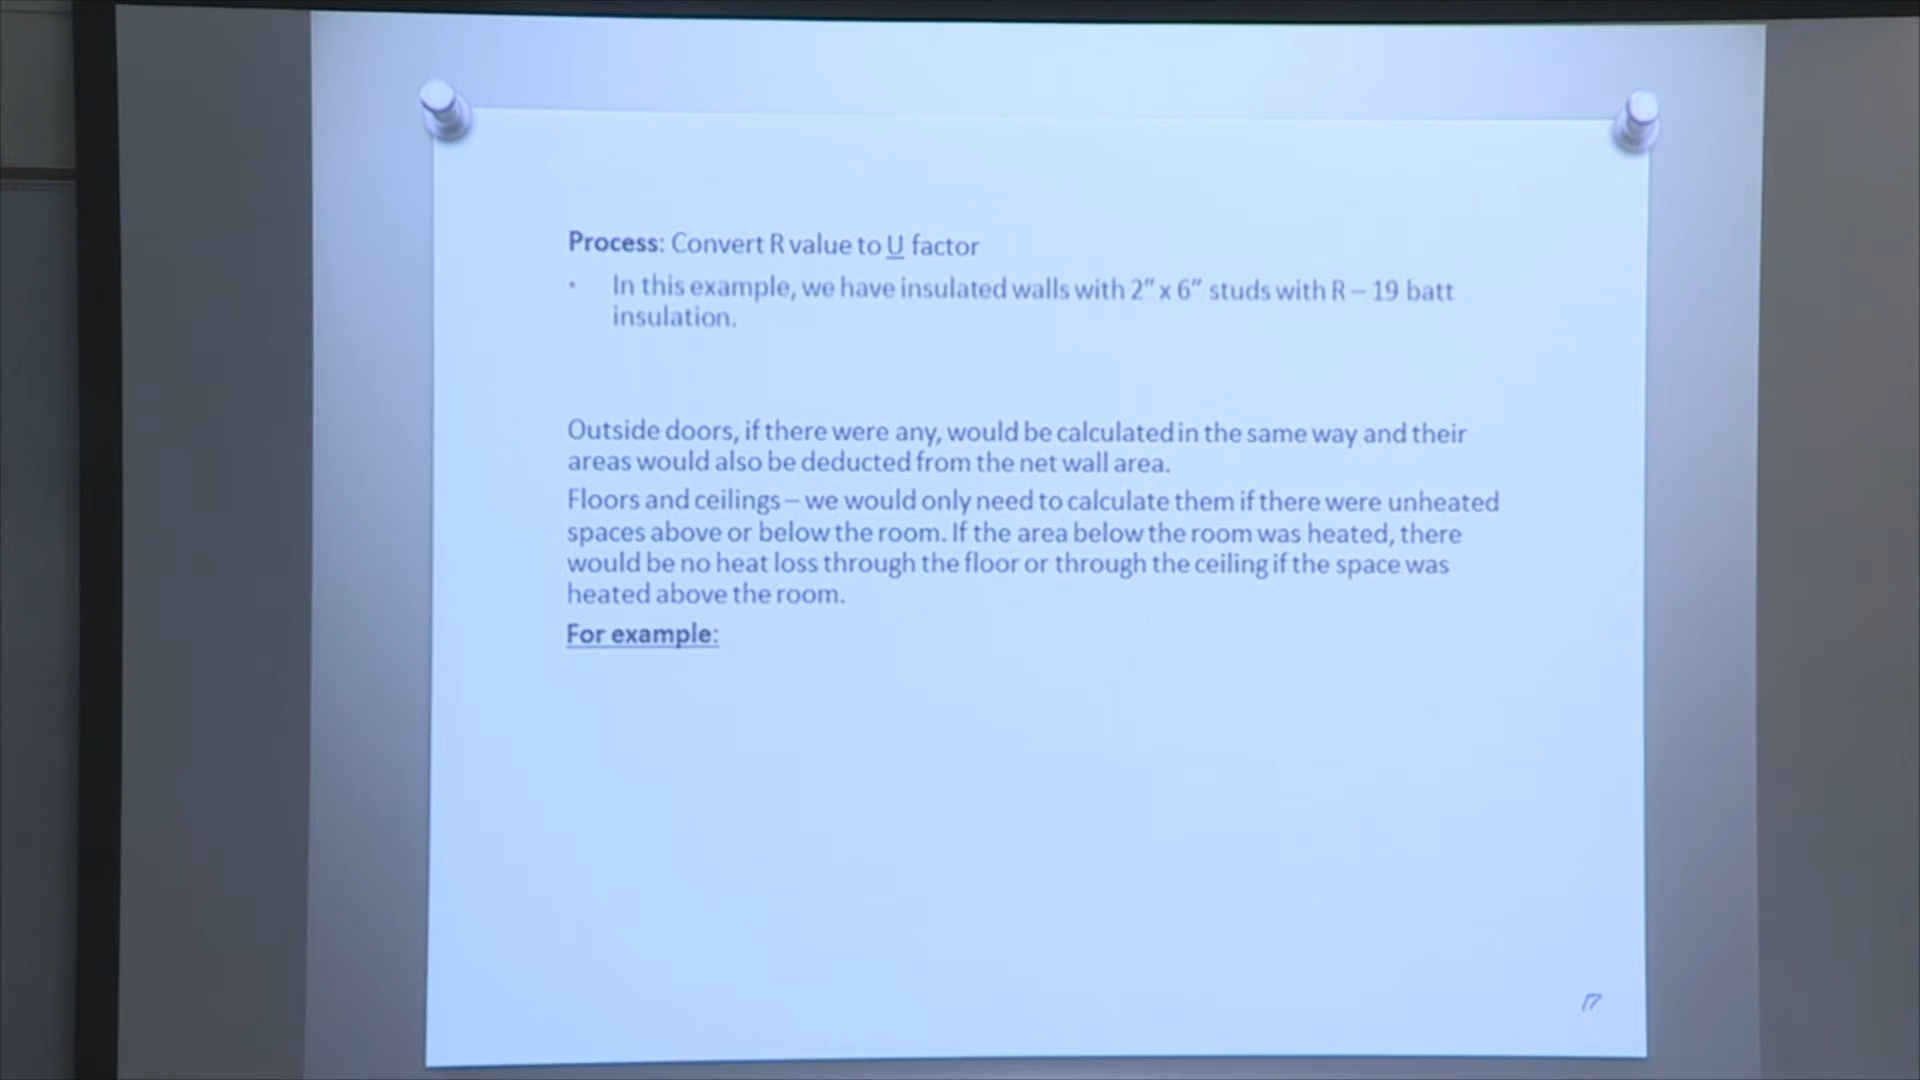 Process: Convert R value to U factor
• In this example, we have insulated walls with 2” x 6” studs with R – 19 batt
insulation.
Outside doors, if there were any, would be calculated in the same way and their
areas would also be deducted from the net wall area.
Floors and ceilings – we would only need to calculate them if there were unheated
spaces above or below the room. If the area below the room was heated, there
would be no heat loss through the floor or through the ceiling if the space was
heated above the room.
For example:
17